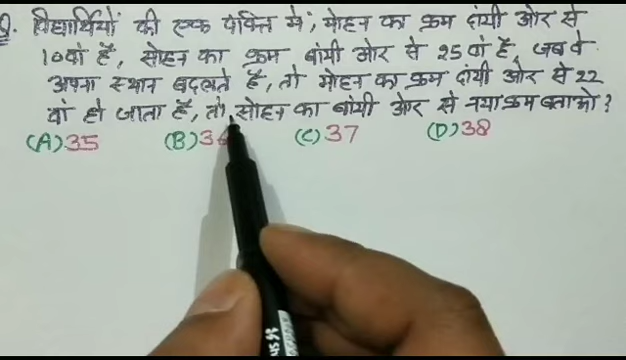 Q. विद्यार्थियों की एक पंक्ति में, मोहन का क्रम दांयी ओर से
10वां है, सोहन का क्रम बांयी ओर से 25 वां है, जब वे
अपना स्थान बदलते है, तो मोहन का क्रम दांयी ओर से 22
वां हो जाता है, तो सोहन का बांयी ओर से नया क्रम बताओ?
(A) 35 (B) 36 (C) 37 (D) 38